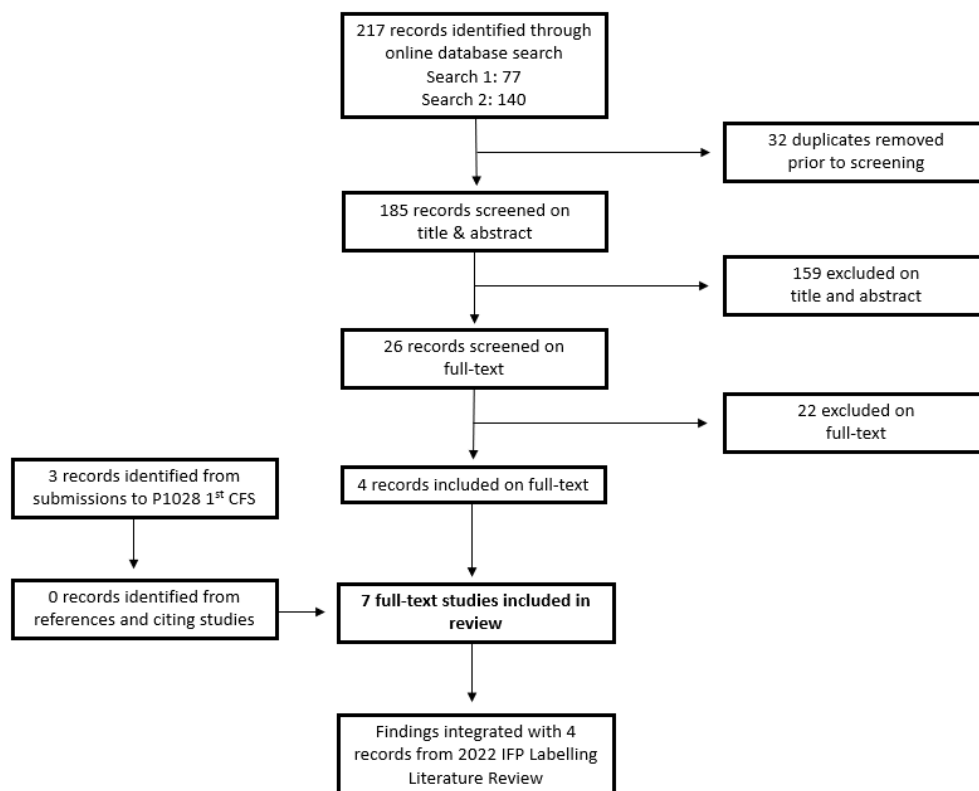 217 records identified through
online database search
Search 1: 77
Search 2: 140
32 duplicates removed
prior to screening
185 records screened on
title & abstract
159 excluded on
title and abstract
26 records screened on
full-text
22 excluded on
full-text
3 records identified from
submissions to P1028 1st CFS
4 records included on full-text
0 records identified from
references and citing studies
7 full-text studies included in
review
Findings integrated with 4
records from 2022 IFP Labelling
Literature Review